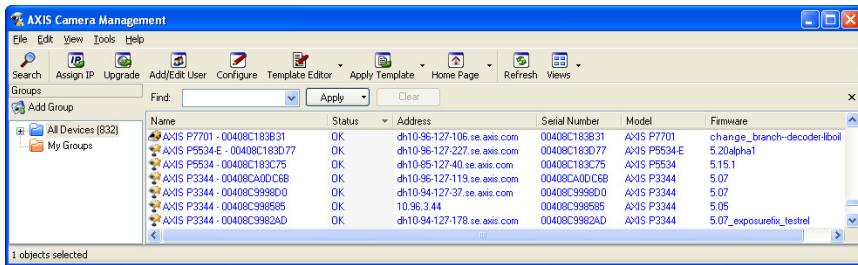 AXIS Camera Management
File Edit View Tools Help
Search Assign IP Upgrade Add/Edit User Configure Template Editor Apply Template Home Page Refresh Views
Groups
Find: Apply Clear
Add Group
All Devices (832)
My Groups
Name Status Address Serial Number Model Firmware
AXIS P7701 - 00408C183B31 OK dh10-96-127-106.se.axis.com 00408C183B31 AXIS P7701 change_branch--decoder-liboil
AXIS P5534-E - 00408C183D77 OK dh10-96-127-227.se.axis.com 00408C183D77 AXIS P5534-E 5.20alpha1
AXIS P5534 - 00408C183C75 OK dh10-85-127-40.se.axis.com 00408C183C75 AXIS P5534 5.15.1
AXIS P3344 - 00408CA0DC6B OK dh10-96-127-119.se.axis.com 00408CA0DC6B AXIS P3344 5.07
AXIS P3344 - 00408C9998D0 OK dh10-94-127-37.se.axis.com 00408C9998D0 AXIS P3344 5.07
AXIS P3344 - 00408C998585 OK 10.96.3.44 00408C998585 AXIS P3344 5.05
AXIS P3344 - 00408C9982AD OK dh10-94-127-178.se.axis.com 00408C9982AD AXIS P3344 5.07_exposurefix_testrel
1 objects selected